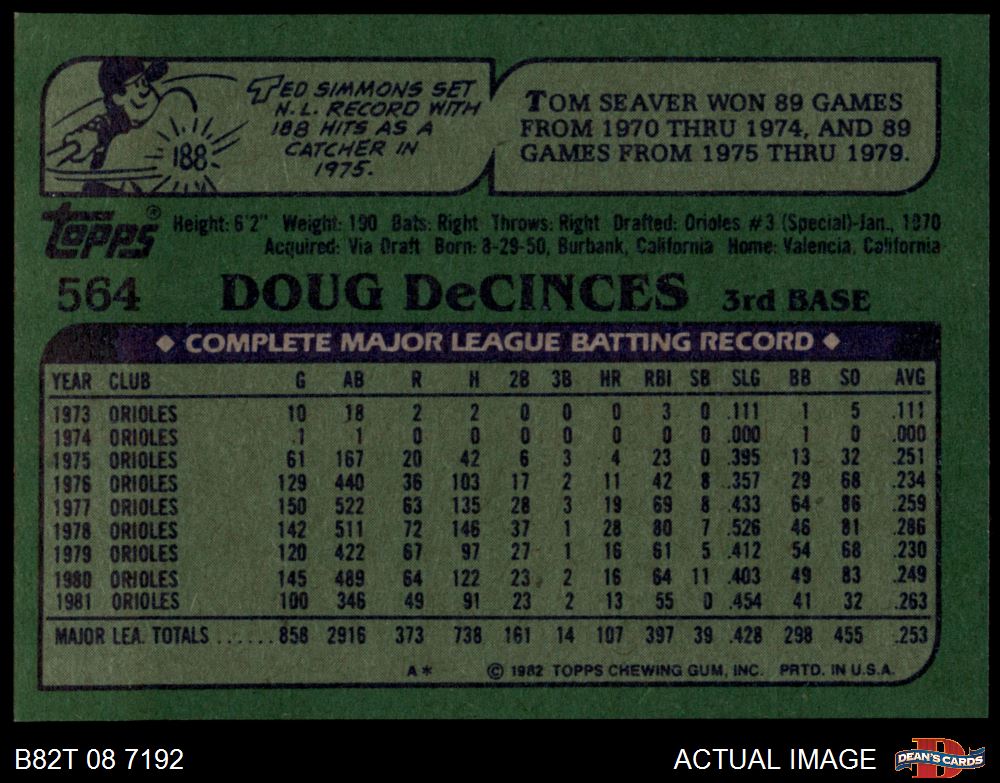 TED SIMMONS SET
N.L. RECORD WITH
188 HITS AS A
CATCHER IN
1975.
188
TOM SEAVER WON 89 GAMES
FROM 1970 THRU 1974, AND 89
GAMES FROM 1975 THRU 1979.
Topps®
Height: 6'2" Weight: 190 Bats: Right Throws: Right Drafted: Orioles #3 (Special)-Jan., 1970
Acquired: Via Draft Born: 8-29-50, Burbank, California Home: Valencia, California
564 DOUG DeCINCES 3rd BASE
◆ COMPLETE MAJOR LEAGUE BATTING RECORD ◆
YEAR CLUB G AB R H 2B 3B HR RBI SB SLG BB SO AVG
1973 ORIOLES 10 18 2 2 0 0 0 3 0 .111 1 5 .111
1974 ORIOLES 1 1 0 0 0 0 0 0 0 .000 1 0 .000
1975 ORIOLES 61 167 20 42 6 3 4 23 0 .395 13 32 .251
1976 ORIOLES 129 440 36 103 17 2 11 42 8 .357 29 68 .234
1977 ORIOLES 150 522 63 135 28 3 19 69 8 .433 64 86 .259
1978 ORIOLES 142 511 72 146 37 1 28 80 7 .526 46 81 .286
1979 ORIOLES 120 422 67 97 27 1 16 61 5 .412 54 68 .230
1980 ORIOLES 145 489 64 122 23 2 16 64 11 .403 49 83 .249
1981 ORIOLES 100 346 49 91 23 2 13 55 0 .454 41 32 .263
MAJOR LEA. TOTALS ...... 858 2916 373 738 161 14 107 397 39 .428 298 455 .253
A* © 1982 TOPPS CHEWING GUM, INC. PRTD. IN U.S.A.
B82T 08 7192 ACTUAL IMAGE DEAN'S CARDS